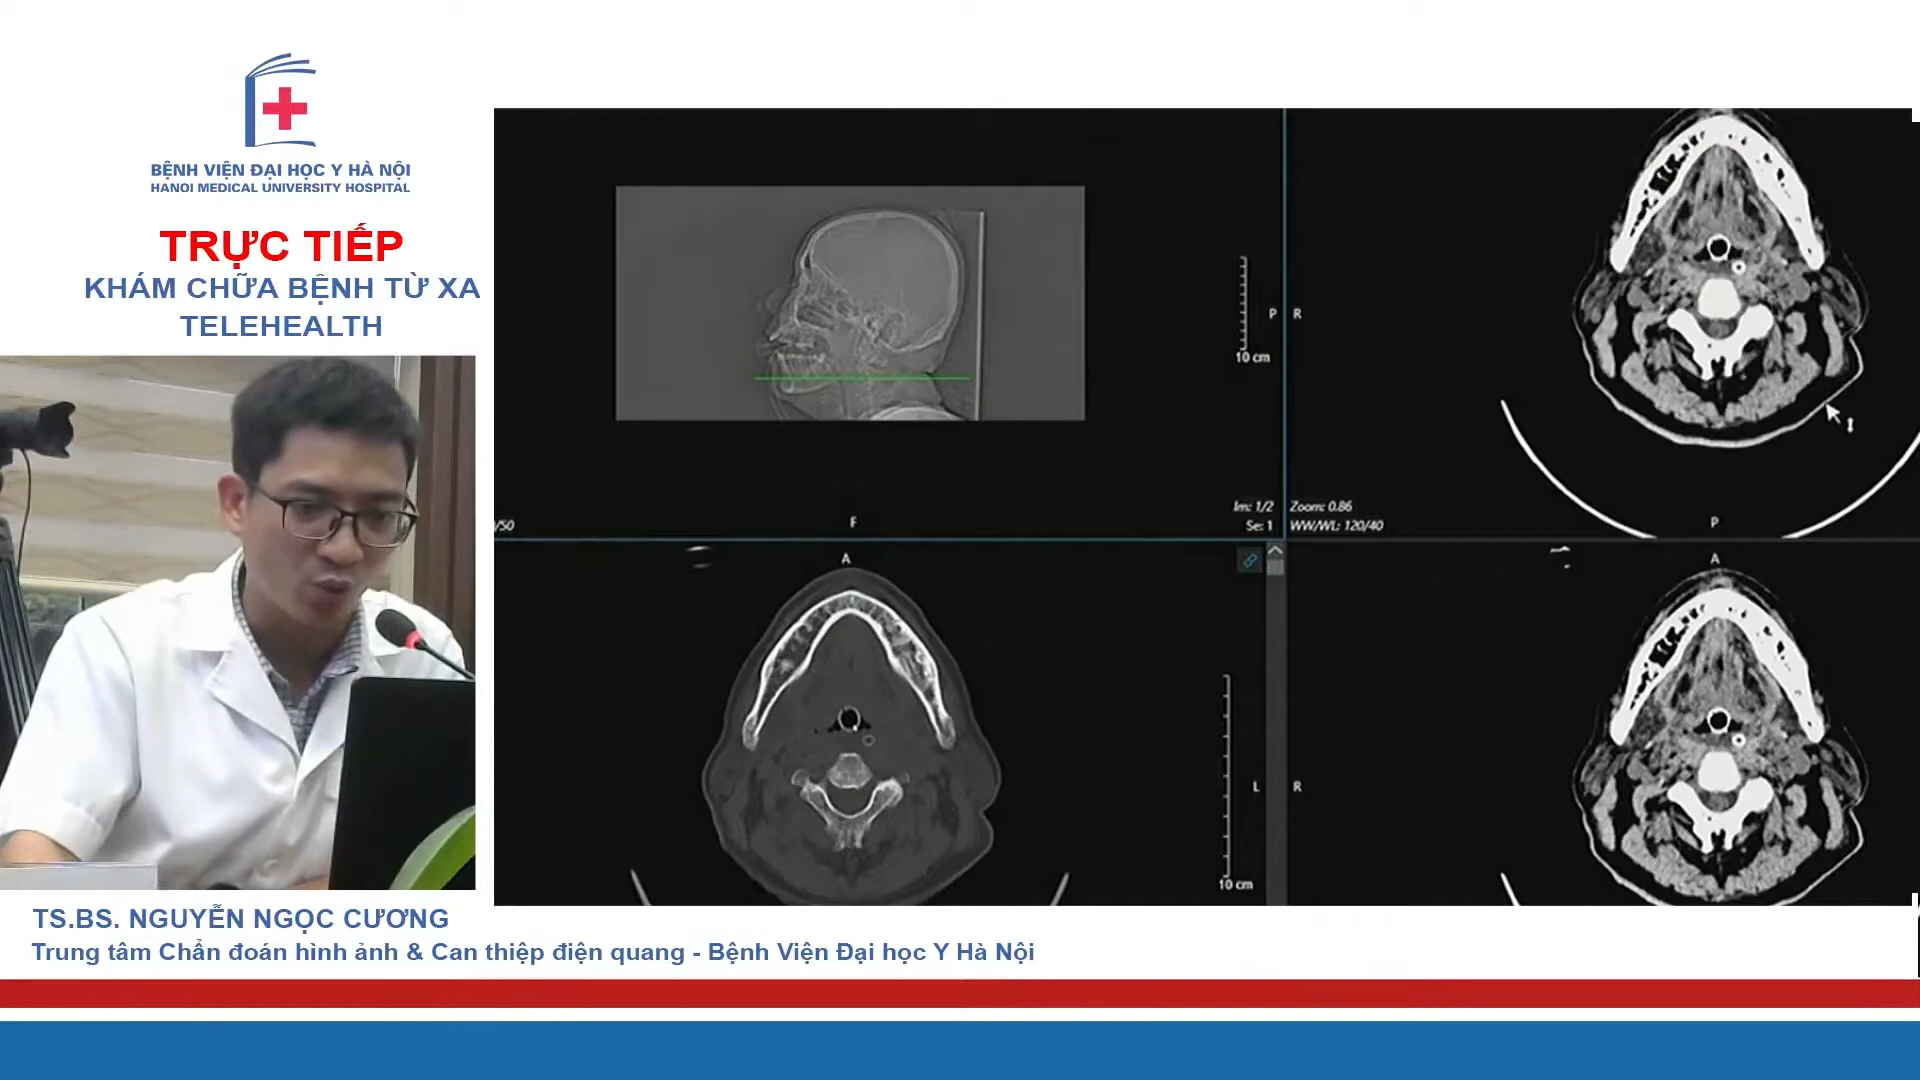 BỆNH VIỆN ĐẠI HỌC Y HÀ NỘI
HANOI MEDICAL UNIVERSITY HOSPITAL
TRỰC TIẾP
KHÁM CHỮA BỆNH TỪ XA
TELEHEALTH
P
R
10 cm
Im: 1/2
Se: 1
/50
F
Zoom: 0.86
WW/WL: 120/40
P
A
A
L
R
10 cm
TS.BS. NGUYỄN NGỌC CƯƠNG
Trung tâm Chẩn đoán hình ảnh & Can thiệp điện quang - Bệnh Viện Đại học Y Hà Nội